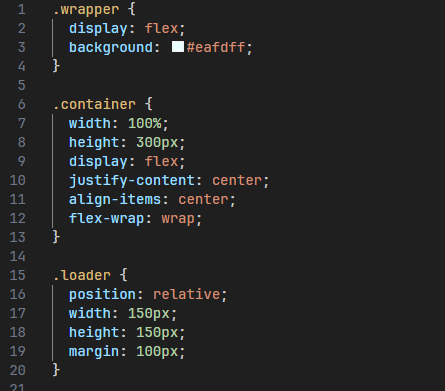 1 .wrapper {
2 display: flex;
3 background: #eafdff;
4 }
5
6 .container {
7 width: 100%;
8 height: 300px;
9 display: flex;
10 justify-content: center;
11 align-items: center;
12 flex-wrap: wrap;
13 }
14
15 .loader {
16 position: relative;
17 width: 150px;
18 height: 150px;
19 margin: 100px;
20 }
21